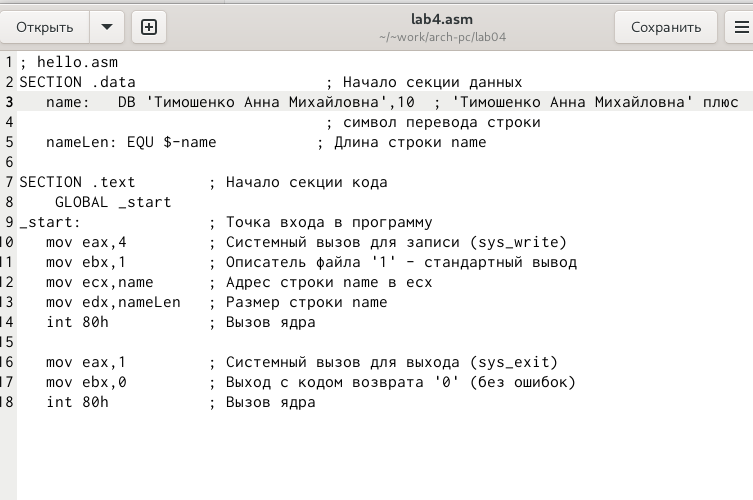 Открыть
lab4.asm
~/~work/arch-pc/lab04
Сохранить
1 ; hello.asm
2 SECTION .data ; Начало секции данных
3 name: DB 'Тимошенко Анна Михайловна',10 ; 'Тимошенко Анна Михайловна' плюс
4 ; символ перевода строки
5 nameLen: EQU $-name ; Длина строки name
6
7 SECTION .text ; Начало секции кода
8 GLOBAL _start
9 _start: ; Точка входа в программу
10 mov eax,4 ; Системный вызов для записи (sys_write)
11 mov ebx,1 ; Описатель файла '1' - стандартный вывод
12 mov ecx,name ; Адрес строки name в ecx
13 mov edx,nameLen ; Размер строки name
14 int 80h ; Вызов ядра
15
16 mov eax,1 ; Системный вызов для выхода (sys_exit)
17 mov ebx,0 ; Выход с кодом возврата '0' (без ошибок)
18 int 80h ; Вызов ядра